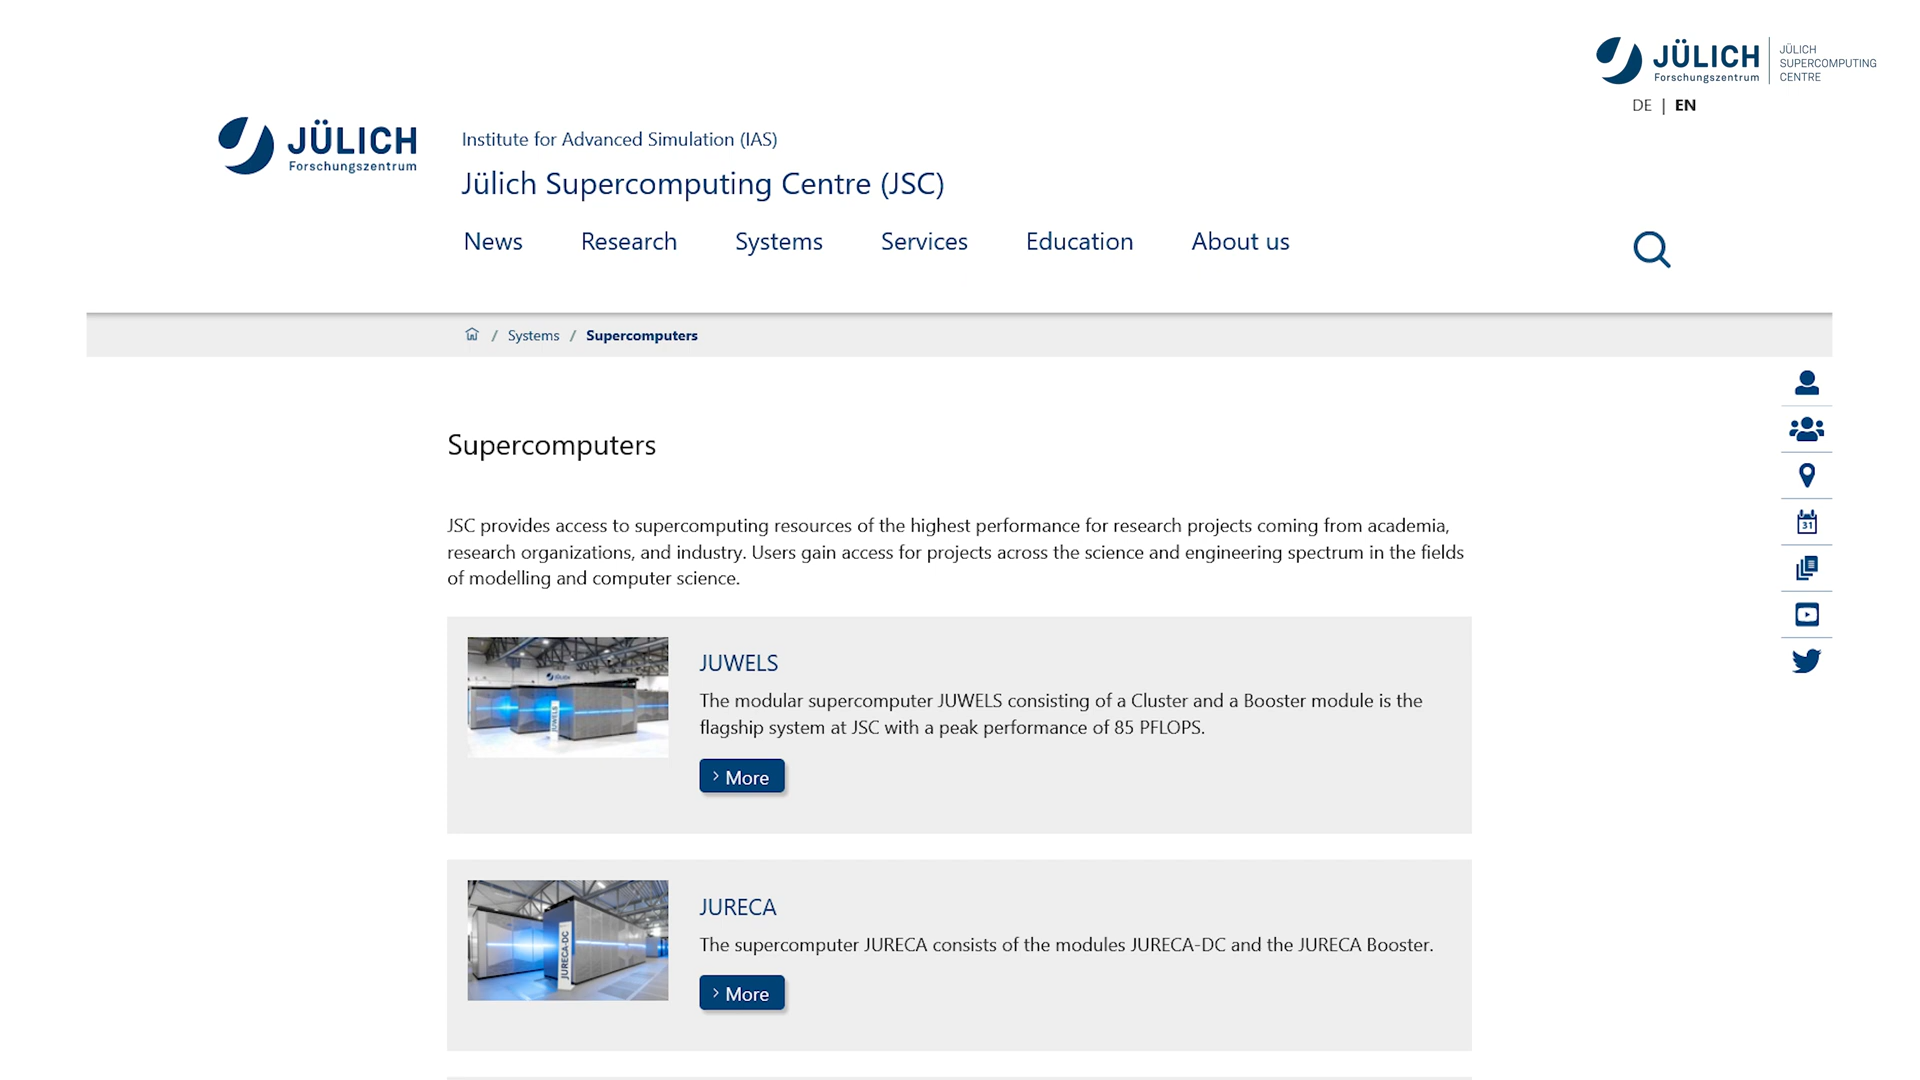 JÜLICH
Forschungszentrum
JÜLICH
SUPERCOMPUTING
CENTRE
DE | EN
JÜLICH
Forschungszentrum
Institute for Advanced Simulation (IAS)
Jülich Supercomputing Centre (JSC)
News Research Systems Services Education About us
/ Systems / Supercomputers
31
Supercomputers
JSC provides access to supercomputing resources of the highest performance for research projects coming from academia,
research organizations, and industry. Users gain access for projects across the science and engineering spectrum in the fields
of modelling and computer science.
JUWELS
JUWELS
The modular supercomputer JUWELS consisting of a Cluster and a Booster module is the
flagship system at JSC with a peak performance of 85 PFLOPS.
› More
JURECA-DC
JURECA
The supercomputer JURECA consists of the modules JURECA-DC and the JURECA Booster.
› More